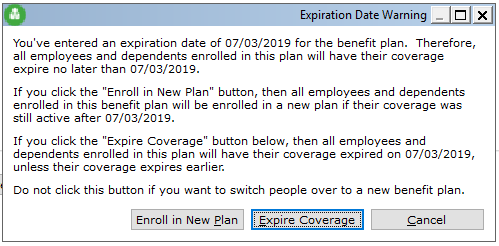 Expiration Date Warning
You've entered an expiration date of 07/03/2019 for the benefit plan.  Therefore,
all employees and dependents enrolled in this plan will have their coverage
expire no later than 07/03/2019.
If you click the "Enroll in New Plan" button, then all employees and dependents
enrolled in this benefit plan will be enrolled in a new plan if their coverage was
still active after 07/03/2019.
If you click the "Expire Coverage" button below, then all employees and
dependents enrolled in this plan will have their coverage expired on 07/03/2019,
unless their coverage expires earlier.
Do not click this button if you want to switch people over to a new benefit plan.
Enroll in New Plan
Expire Coverage
Cancel